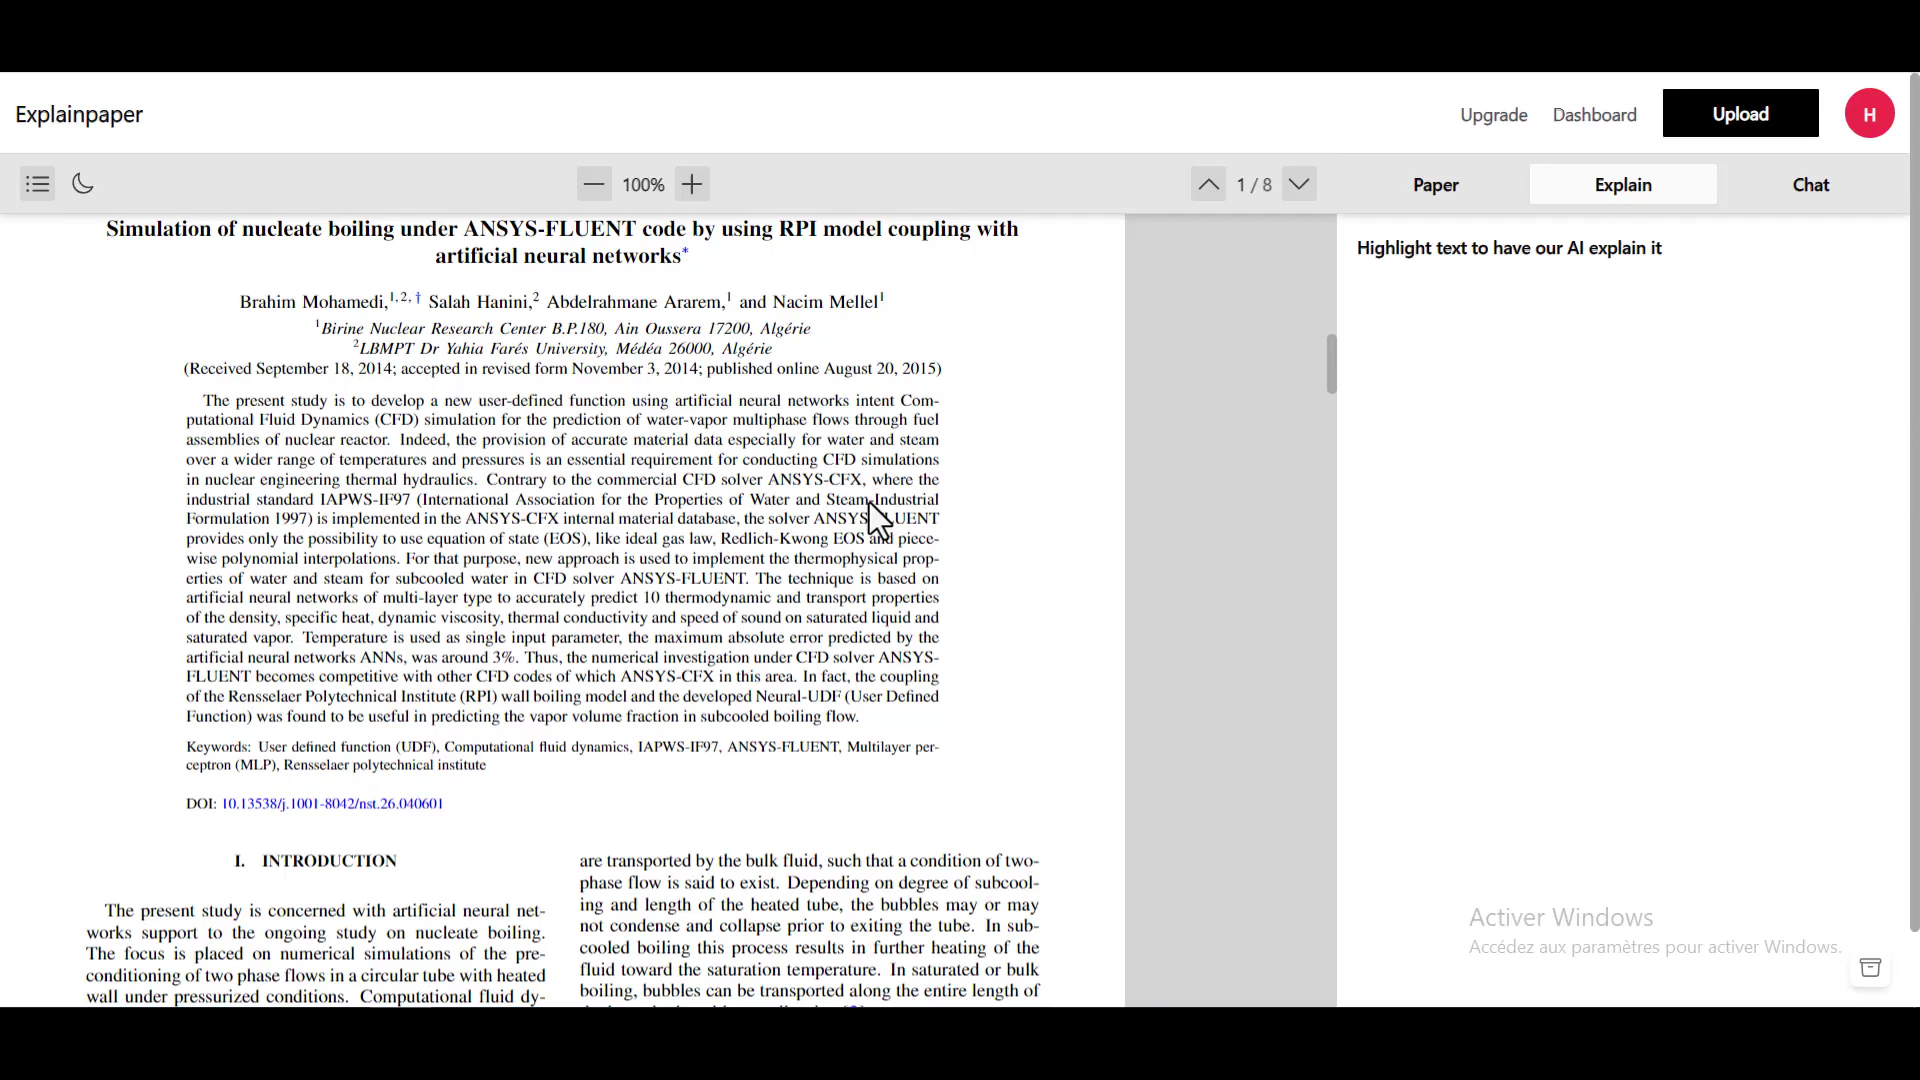 Explainpaper
Upgrade Dashboard Upload H
100% 1 / 8 Paper Explain Chat
Simulation of nucleate boiling under ANSYS-FLUENT code by using RPI model coupling with
artificial neural networks*
Brahim Mohamedi,1, 2, † Salah Hanini,2 Abdelrahmane Ararem,1 and Nacim Mellel1
1Birine Nuclear Research Center B.P.180, Ain Oussera 17200, Algérie
2LBMPT Dr Yahia Farés University, Médéa 26000, Algérie
(Received September 18, 2014; accepted in revised form November 3, 2014; published online August 20, 2015)
The present study is to develop a new user-defined function using artificial neural networks intent Com-
putational Fluid Dynamics (CFD) simulation for the prediction of water-vapor multiphase flows through fuel
assemblies of nuclear reactor. Indeed, the provision of accurate material data especially for water and steam
over a wider range of temperatures and pressures is an essential requirement for conducting CFD simulations
in nuclear engineering thermal hydraulics. Contrary to the commercial CFD solver ANSYS-CFX, where the
industrial standard IAPWS-IF97 (International Association for the Properties of Water and Steam-Industrial
Formulation 1997) is implemented in the ANSYS-CFX internal material database, the solver ANSYS-FLUENT
provides only the possibility to use equation of state (EOS), like ideal gas law, Redlich-Kwong EOS and piece-
wise polynomial interpolations. For that purpose, new approach is used to implement the thermophysical prop-
erties of water and steam for subcooled water in CFD solver ANSYS-FLUENT. The technique is based on
artificial neural networks of multi-layer type to accurately predict 10 thermodynamic and transport properties
of the density, specific heat, dynamic viscosity, thermal conductivity and speed of sound on saturated liquid and
saturated vapor. Temperature is used as single input parameter, the maximum absolute error predicted by the
artificial neural networks ANNs, was around 3%. Thus, the numerical investigation under CFD solver ANSYS-
FLUENT becomes competitive with other CFD codes of which ANSYS-CFX in this area. In fact, the coupling
of the Rensselaer Polytechnical Institute (RPI) wall boiling model and the developed Neural-UDF (User Defined
Function) was found to be useful in predicting the vapor volume fraction in subcooled boiling flow.
Keywords: User defined function (UDF), Computational fluid dynamics, IAPWS-IF97, ANSYS-FLUENT, Multilayer per-
ceptron (MLP), Rensselaer polytechnical institute
DOI: 10.13538/j.1001-8042/nst.26.040601
I. INTRODUCTION
The present study is concerned with artificial neural net-
works support to the ongoing study on nucleate boiling.
The focus is placed on numerical simulations of the pre-
conditioning of two phase flows in a circular tube with heated
wall under pressurized conditions. Computational fluid dy-
are transported by the bulk fluid, such that a condition of two-
phase flow is said to exist. Depending on degree of subcool-
ing and length of the heated tube, the bubbles may or may
not condense and collapse prior to exiting the tube. In sub-
cooled boiling this process results in further heating of the
fluid toward the saturation temperature. In saturated or bulk
boiling, bubbles can be transported along the entire length of
Highlight text to have our AI explain it
Activer Windows
Accédez aux paramètres pour activer Windows.